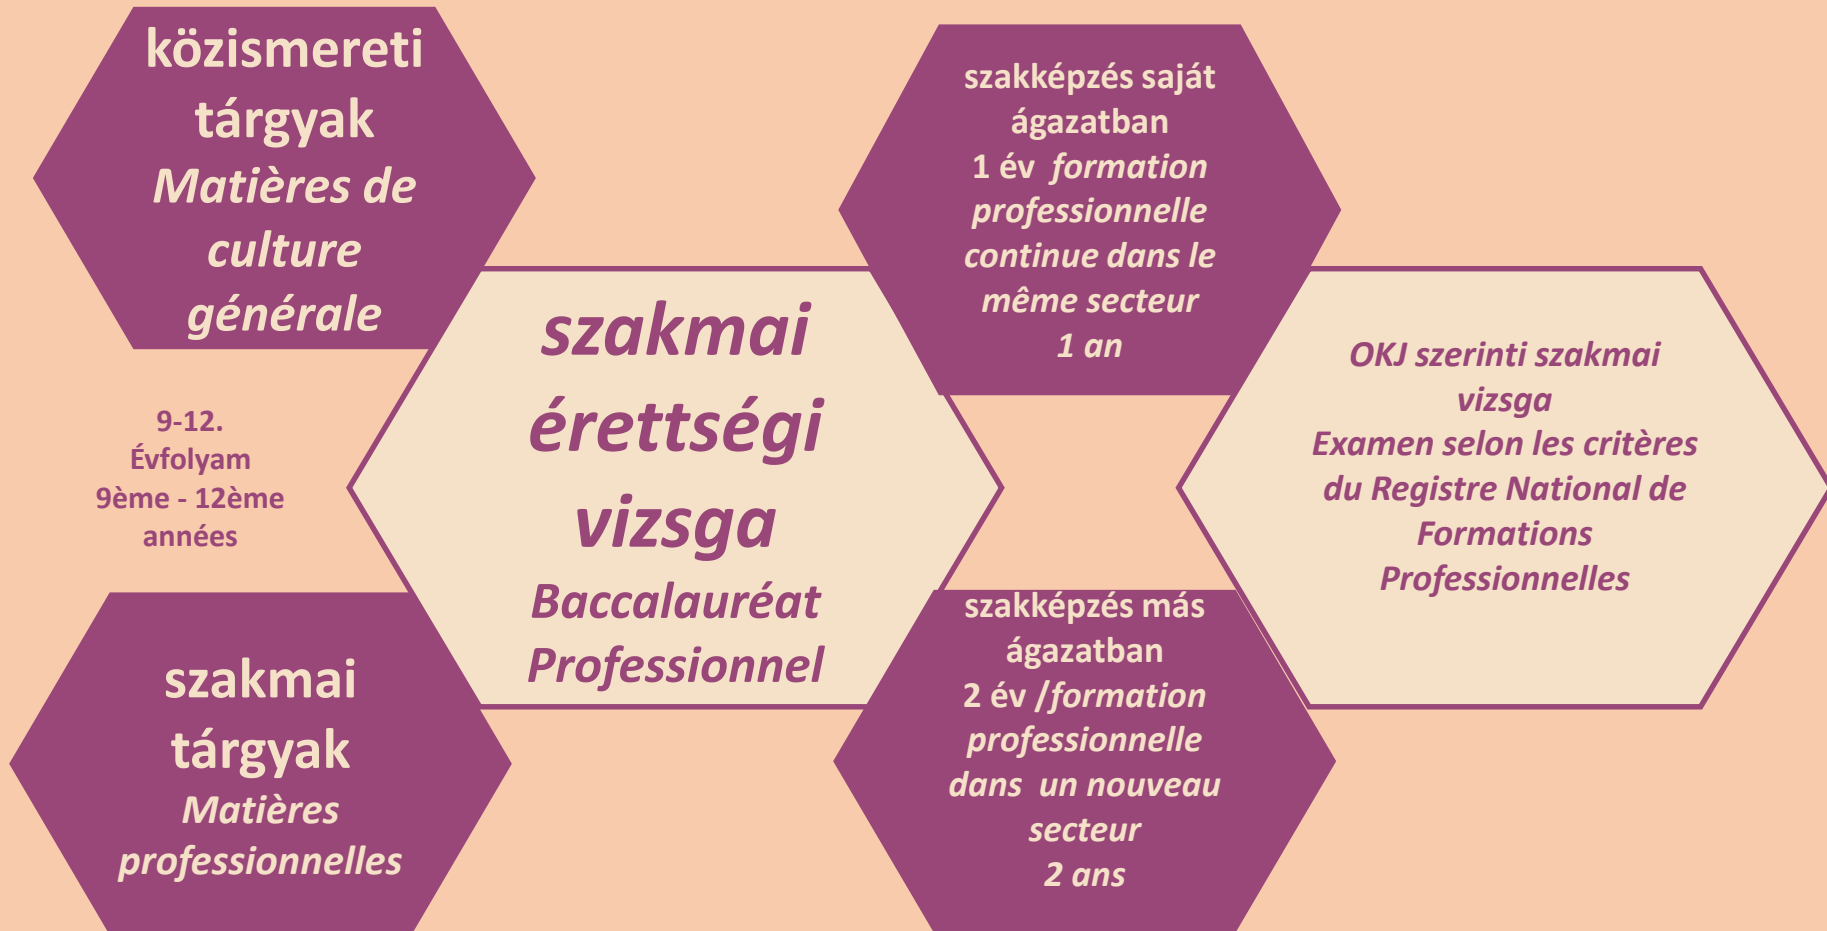 közismereti
tárgyak
Matières de
culture
générale
9-12.
Évfolyam
9ème - 12ème
années
szakmai
tárgyak
Matières
professionnelles
szakmai
érettségi
vizsga
Baccalauréat
Professionnel
szakképzés saját
ágazatban
1 év formation
professionnelle
continue dans le
même secteur
1 an
szakképzés más
ágazatban
2 év /formation
professionnelle
dans un nouveau
secteur
2 ans
OKJ szerinti szakmai
vizsga
Examen selon les critères
du Registre National de
Formations
Professionnelles